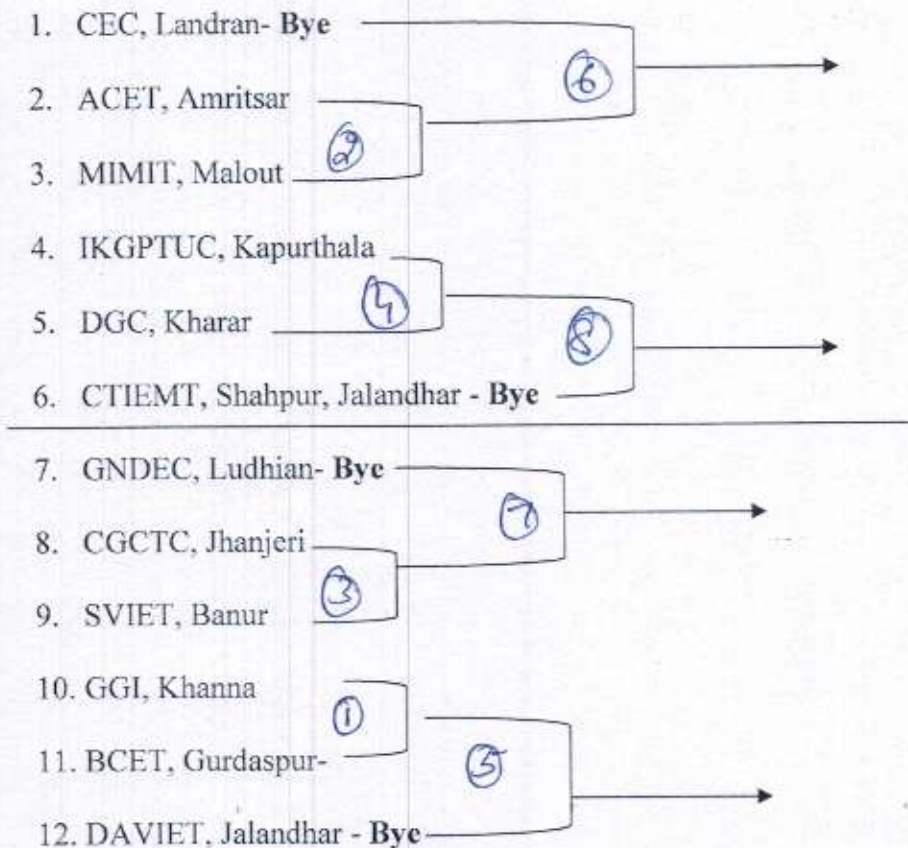 1. CEC, Landran- Bye
6
2. ACET, Amritsar
2
3. MIMIT, Malout
4. IKGPTUC, Kapurthala
4
5. DGC, Kharar
8
6. CTIEMT, Shahpur, Jalandhar - Bye
7. GNDEC, Ludhian- Bye
7
8. CGCTC, Jhanjeri
3
9. SVIET, Banur
10. GGI, Khanna
1
11. BCET, Gurdaspur-
5
12. DAVIET, Jalandhar - Bye